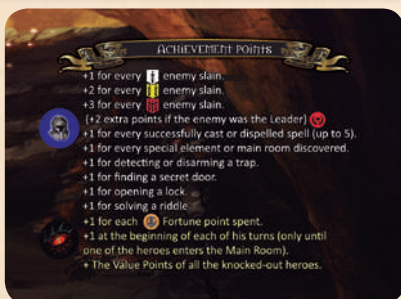 Achievement Points
+1 for every enemy slain.
+2 for every enemy slain.
+3 for every enemy slain.
(+2 extra points if the enemy was the Leader)
+1 for every successfully cast or dispelled spell (up to 5).
+1 for every special element or main room discovered.
+1 for detecting or disarming a trap.
+1 for finding a secret door.
+1 for opening a lock.
+1 for solving a riddle
+1 for each Fortune point spent.
+1 at the beginning of each of his turns (only until
one of the heroes enters the Main Room).
+ The Value Points of all the knocked-out heroes.